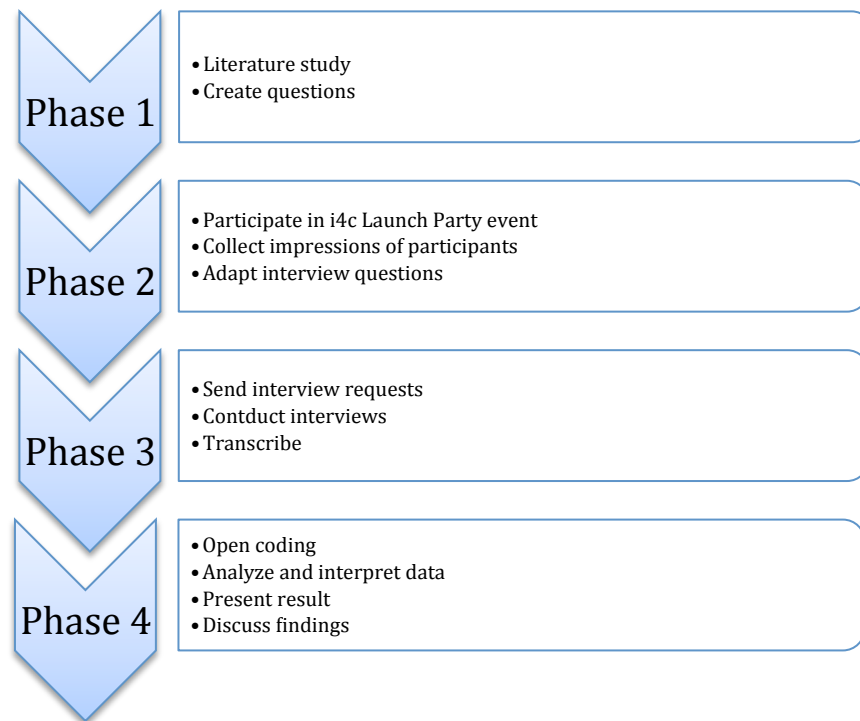 Phase 1
• Literature study
• Create questions
Phase 2
• Participate in i4c Launch Party event
• Collect impressions of participants
• Adapt interview questions
Phase 3
• Send interview requests
• Contduct interviews
• Transcribe
Phase 4
• Open coding
• Analyze and interpret data
• Present result
• Discuss findings